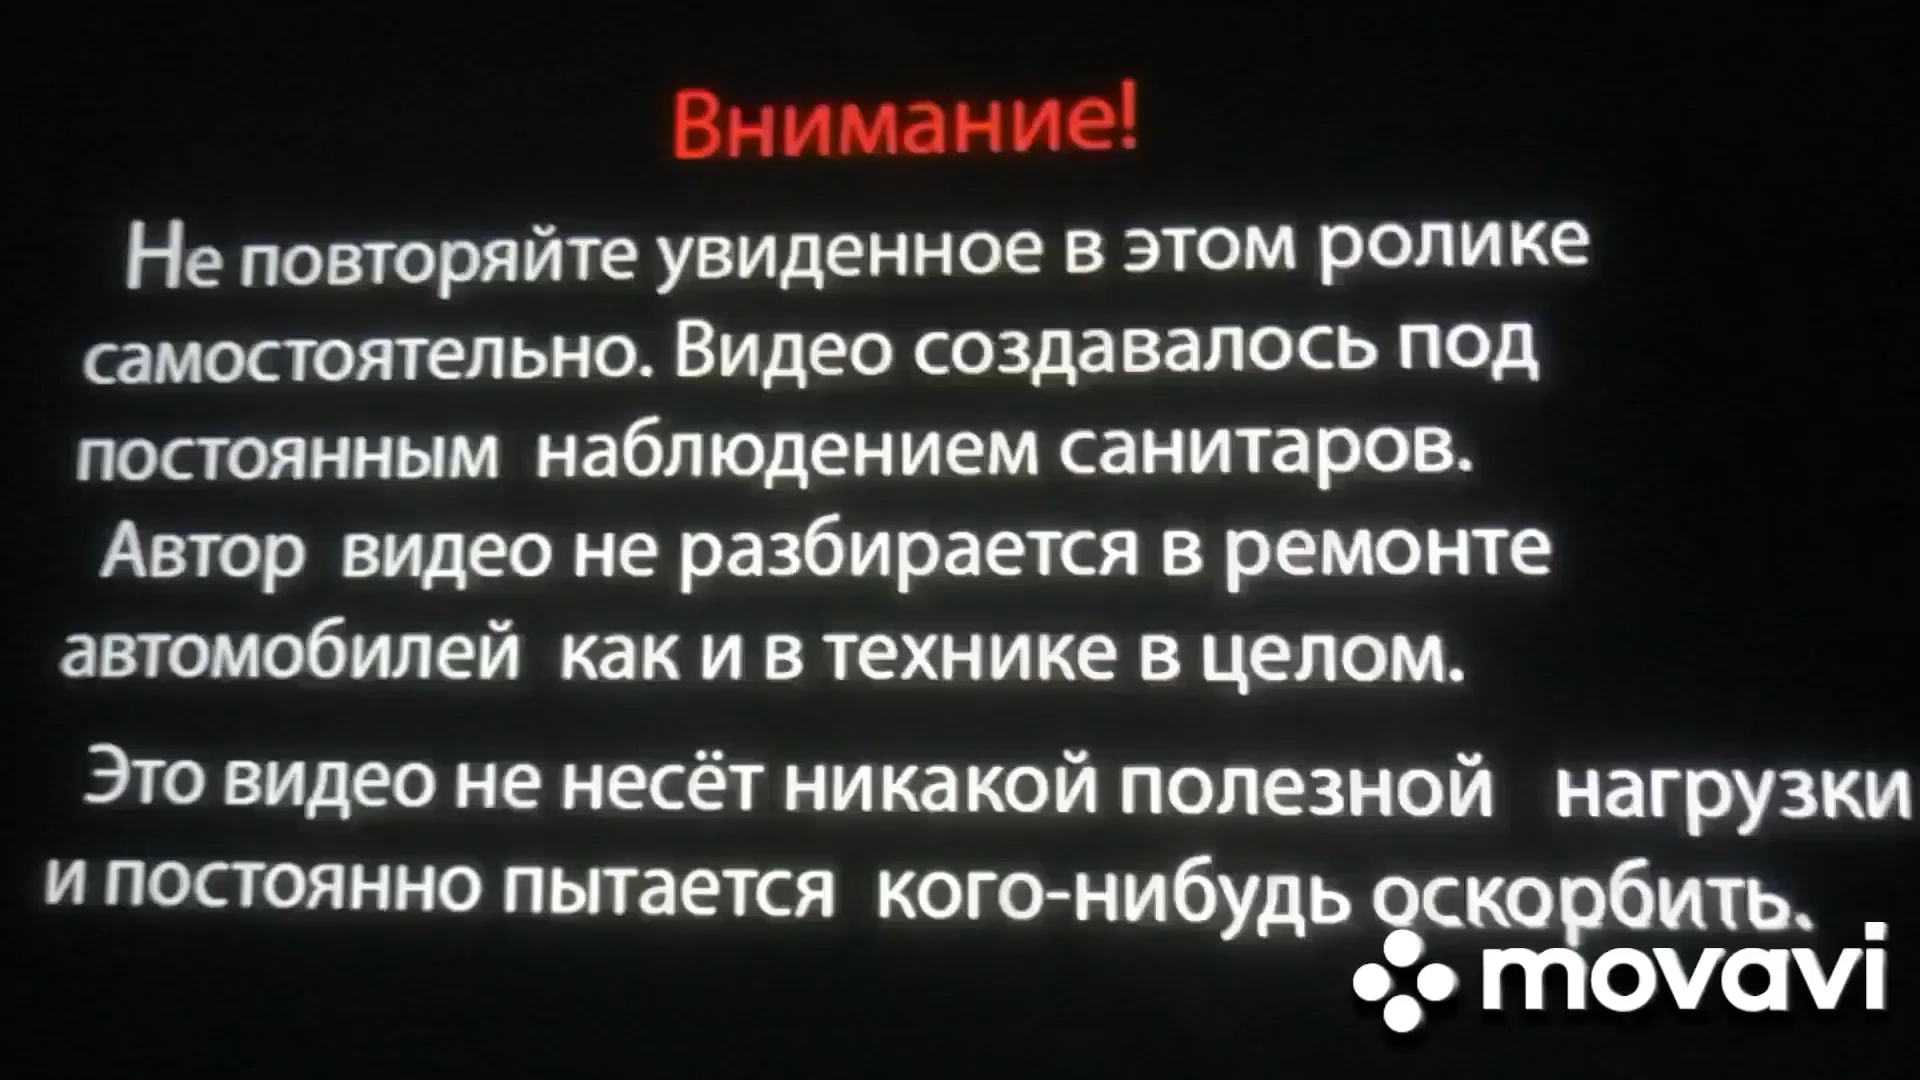 Внимание!
Не повторяйте увиденное в этом ролике
самостоятельно. Видео создавалось под
постоянным наблюдением санитаров.
Автор видео не разбирается в ремонте
автомобилей как и в технике в целом.
Это видео не несёт никакой полезной нагрузки
и постоянно пытается кого-нибудь оскорбить.
movavi